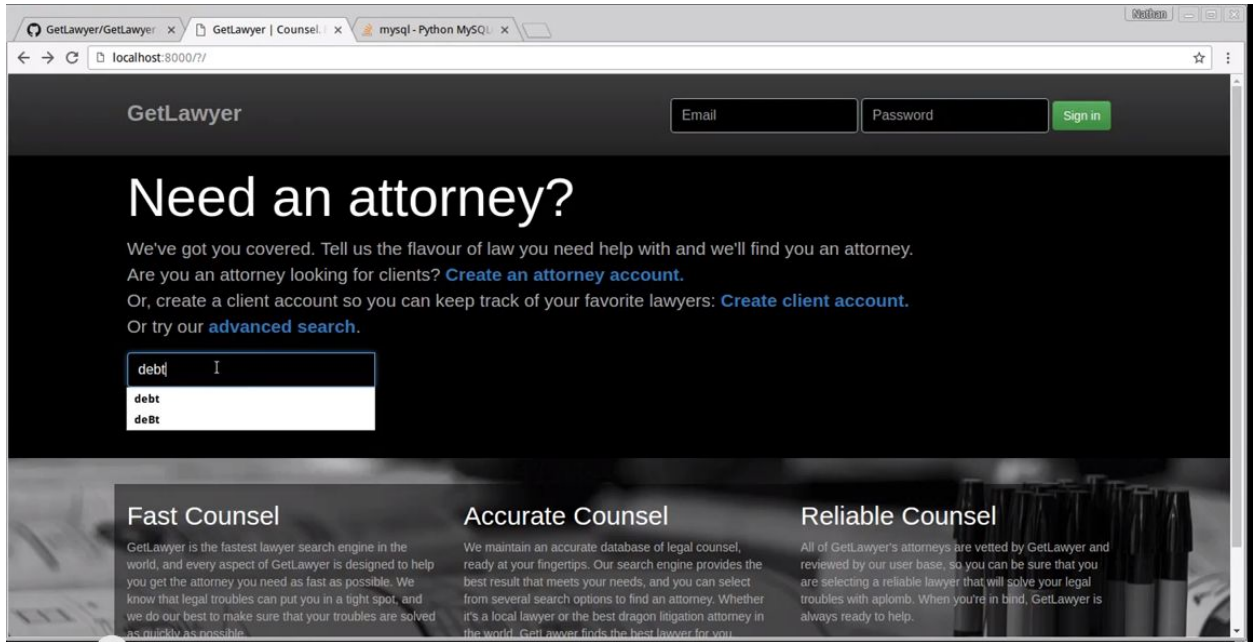 Nathan
GetLawyer/GetLawyer
GetLawyer | Counsel.
mysql - Python MySQL
localhost:8000/?/
GetLawyer
Email
Password
Sign in
Need an attorney?
We've got you covered. Tell us the flavour of law you need help with and we'll find you an attorney.
Are you an attorney looking for clients? Create an attorney account.
Or, create a client account so you can keep track of your favorite lawyers: Create client account.
Or try our advanced search.
debt
debt
deBt
Fast Counsel
GetLawyer is the fastest lawyer search engine in the
world, and every aspect of GetLawyer is designed to help
you get the attorney you need as fast as possible. We
know that legal troubles can put you in a tight spot, and
we do our best to make sure that your troubles are solved
as quickly as possible.
Accurate Counsel
We maintain an accurate database of legal counsel,
ready at your fingertips. Our search engine provides the
best result that meets your needs, and you can select
from several search options to find an attorney. Whether
it's a local lawyer or the best dragon litigation attorney in
the world, GetLawyer finds the best lawyer for you.
Reliable Counsel
All of GetLawyer's attorneys are vetted by GetLawyer and
reviewed by our user base, so you can be sure that you
are selecting a reliable lawyer that will solve your legal
troubles with aplomb. When you're in bind, GetLawyer is
always ready to help.